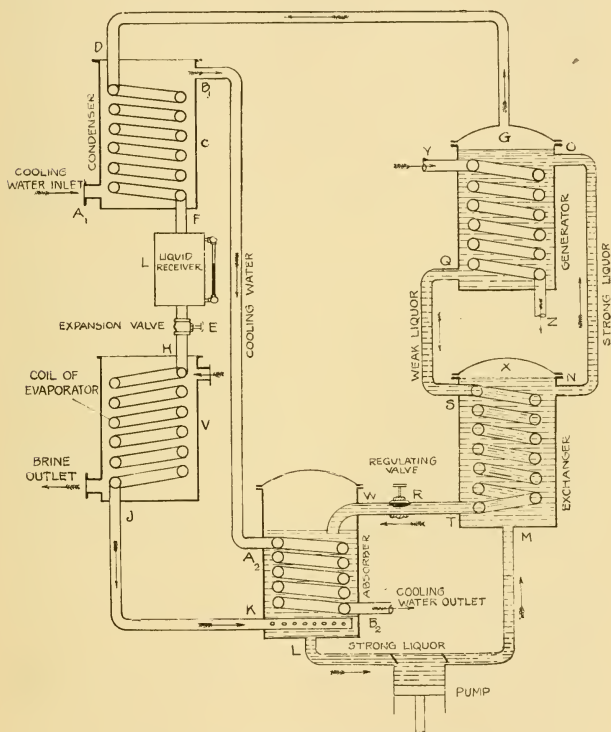 D
CONDENSER
B1
C
COOLING
WATER INLET
A1
F
L
LIQUID
RECEIVER
EXPANSION VALVE
E
H
COIL OF
EVAPORATOR
V
BRINE
OUTLET
J
COOLING WATER
G
Y
O
GENERATOR
Q
N
WEAK LIQUOR
STRONG LIQUOR
X
N
S
EXCHANGER
REGULATING
VALVE
W
R
T
M
ABSORBER
A2
COOLING
WATER OUTLET
K
B2
L
STRONG LIQUOR
PUMP